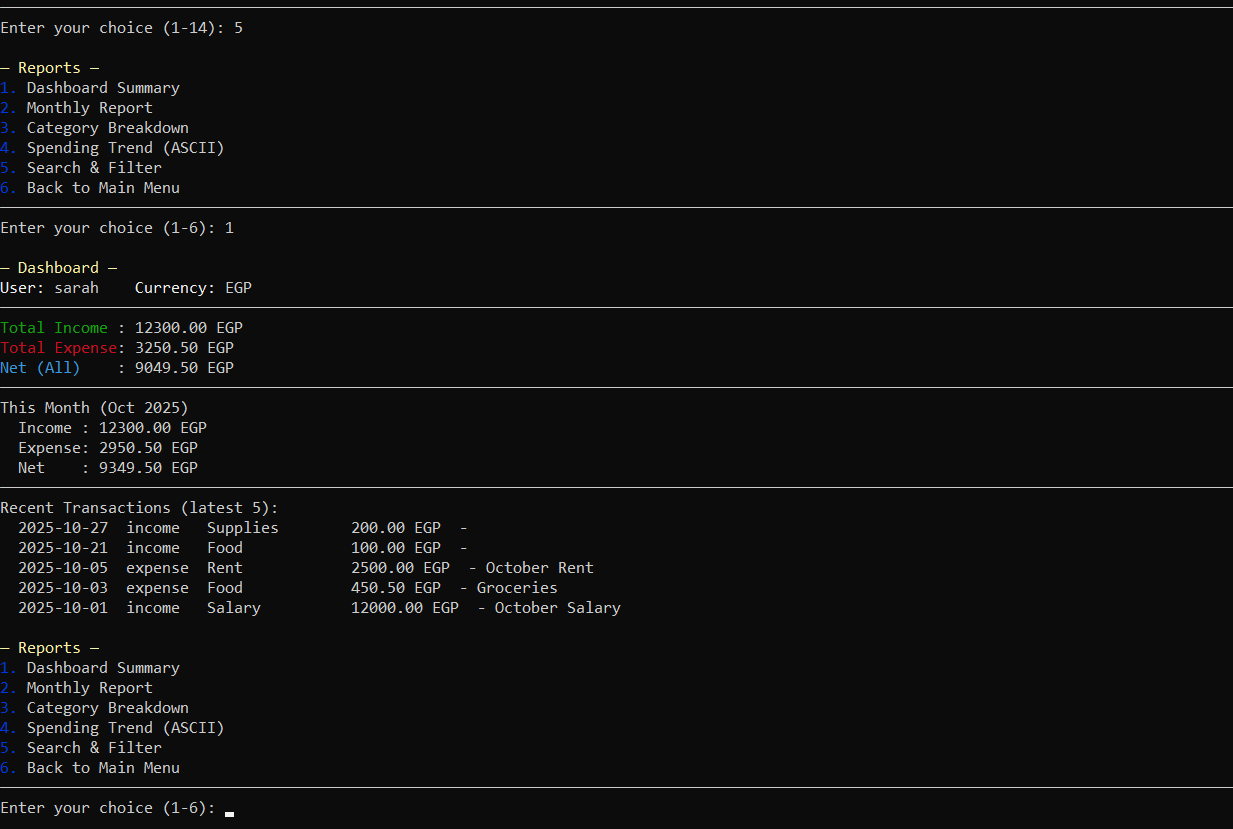 Enter your choice (1-14): 5
— Reports —
1. Dashboard Summary
2. Monthly Report
3. Category Breakdown
4. Spending Trend (ASCII)
5. Search & Filter
6. Back to Main Menu
Enter your choice (1-6): 1
— Dashboard —
User: sarah    Currency: EGP
Total Income : 12300.00 EGP
Total Expense: 3250.50 EGP
Net (All)    : 9049.50 EGP
This Month (Oct 2025)
  Income : 12300.00 EGP
  Expense: 2950.50 EGP
  Net    : 9349.50 EGP
Recent Transactions (latest 5):
  2025-10-27  income   Supplies        200.00 EGP  -
  2025-10-21  income   Food            100.00 EGP  -
  2025-10-05  expense  Rent            2500.00 EGP  - October Rent
  2025-10-03  expense  Food            450.50 EGP  - Groceries
  2025-10-01  income   Salary          12000.00 EGP  - October Salary
— Reports —
1. Dashboard Summary
2. Monthly Report
3. Category Breakdown
4. Spending Trend (ASCII)
5. Search & Filter
6. Back to Main Menu
Enter your choice (1-6):